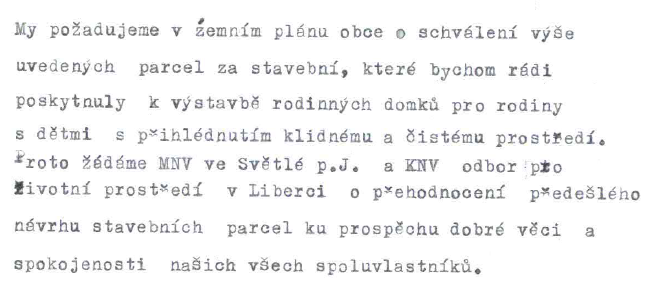 My požadujeme v žemním plánu obce o schválení výše
uvedených parcel za stavební, které bychom rádi
poskytnuly k výstavbě rodinných domků pro rodiny
s dětmi s přihlédnutím klidnému a čistému prostředí.
Proto žédáme MNV ve Světlé p.J. a KNV odbor pro
životní prostředí v Liberci o přehodnocení předešlého
návrhu stavebních parcel ku prospěchu dobré věci a
spokojenosti našich všech spoluvlastníků.